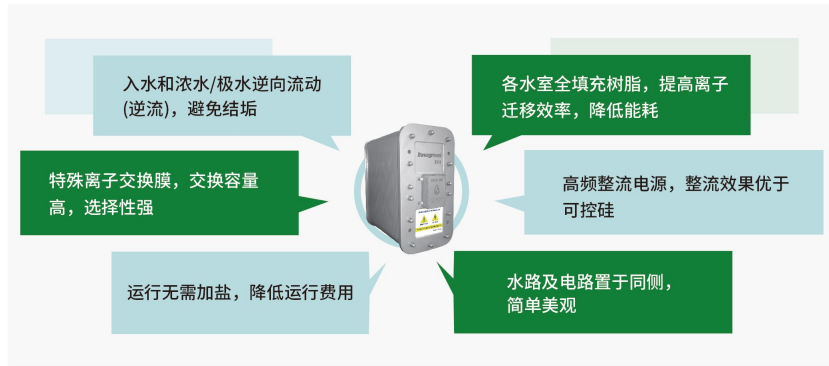 入水和浓水/极水逆向流动
(逆流)，避免结垢
各水室全填充树脂，提高离子
迁移效率，降低能耗
特殊离子交换膜，交换容量
高，选择性强
高频整流电源，整流效果优于
可控硅
运行无需加盐，降低运行费用
水路及电路置于同侧，
简单美观